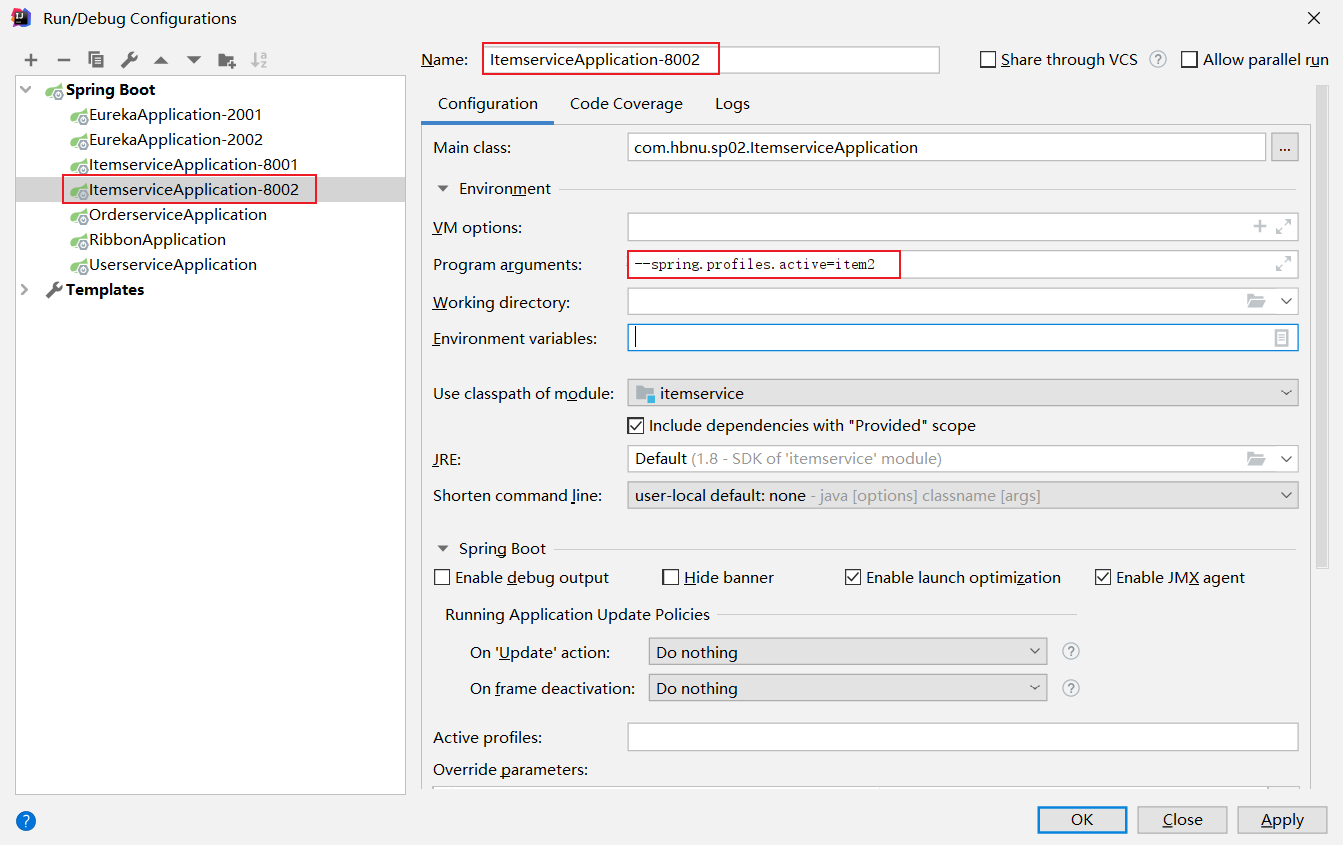 Run/Debug Configurations
Name: ItemserviceApplication-8002
Share through VCS ? Allow parallel run
Spring Boot
EurekaApplication-2001
EurekaApplication-2002
ItemserviceApplication-8001
ItemserviceApplication-8002
OrderserviceApplication
RibbonApplication
UserserviceApplication
Templates
Configuration Code Coverage Logs
Main class: com.hbnu.sp02.ItemserviceApplication ...
Environment
VM options:
Program arguments: --spring.profiles.active=item2
Working directory:
Environment variables:
Use classpath of module: itemservice
Include dependencies with "Provided" scope
JRE: Default (1.8 - SDK of 'itemservice' module)
Shorten command line: user-local default: none - java [options] classname [args]
Spring Boot
Enable debug output Hide banner Enable launch optimization Enable JMX agent
Running Application Update Policies
On 'Update' action: Do nothing ?
On frame deactivation: Do nothing ?
Active profiles:
Override parameters:
? OK Close Apply